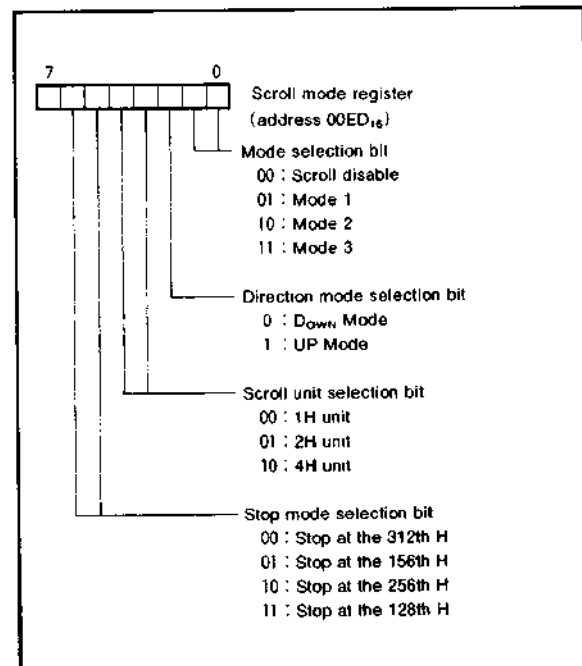 7 0
Scroll mode register
(address 00ED₁₆)
Mode selection bit
00 : Scroll disable
01 : Mode 1
10 : Mode 2
11 : Mode 3
Direction mode selection bit
0 : DOWN Mode
1 : UP Mode
Scroll unit selection bit
00 : 1H unit
01 : 2H unit
10 : 4H unit
Stop mode selection bit
00 : Stop at the 312th H
01 : Stop at the 156th H
10 : Stop at the 256th H
11 : Stop at the 128th H